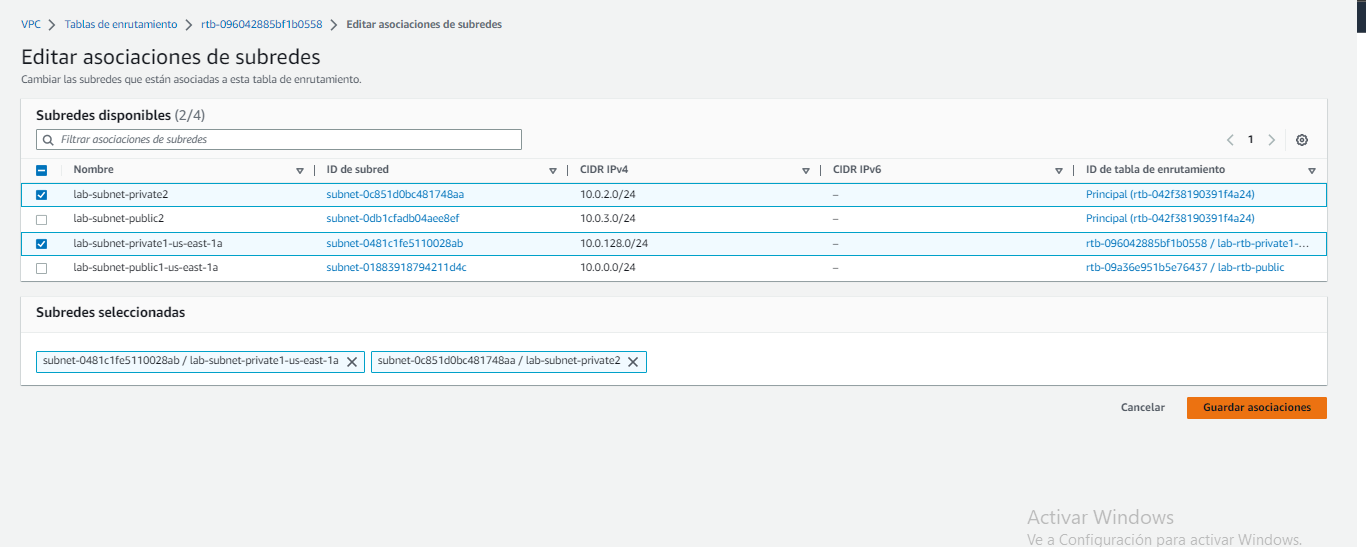 VPC > Tablas de enrutamiento > rtb-096042885bf1b0558 > Editar asociaciones de subredes
Editar asociaciones de subredes
Cambiar las subredes que están asociadas a esta tabla de enrutamiento.
Subredes disponibles (2/4)
Filtrar asociaciones de subredes
1
Nombre ID de subred CIDR IPv4 CIDR IPv6 ID de tabla de enrutamiento
lab-subnet-private2 subnet-0c851d0bc481748aa 10.0.2.0/24 – Principal (rtb-042f38190391f4a24)
lab-subnet-public2 subnet-0db1cfadb04aee8ef 10.0.3.0/24 – Principal (rtb-042f38190391f4a24)
lab-subnet-private1-us-east-1a subnet-0481c1fe5110028ab 10.0.128.0/24 – rtb-096042885bf1b0558 / lab-rtb-private1-...
lab-subnet-public1-us-east-1a subnet-01883918794211d4c 10.0.0.0/24 – rtb-09a36e951b5e76437 / lab-rtb-public
Subredes seleccionadas
subnet-0481c1fe5110028ab / lab-subnet-private1-us-east-1a subnet-0c851d0bc481748aa / lab-subnet-private2
Cancelar Guardar asociaciones
Activar Windows
Ve a Configuración para activar Windows.